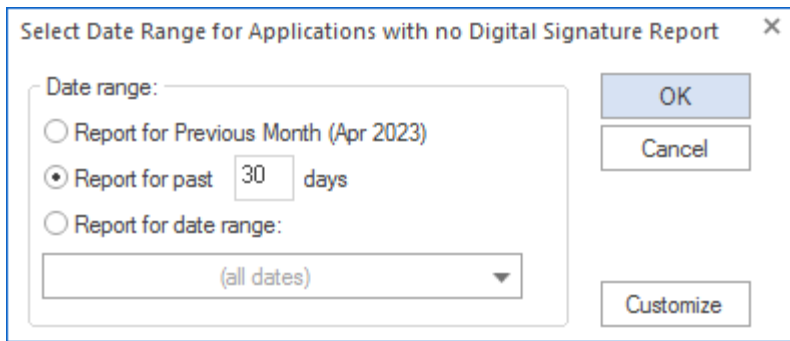 Select Date Range for Applications with no Digital Signature Report
Date range:
Report for Previous Month (Apr 2023)
Report for past 30 days
Report for date range:
(all dates)
OK
Cancel
Customize